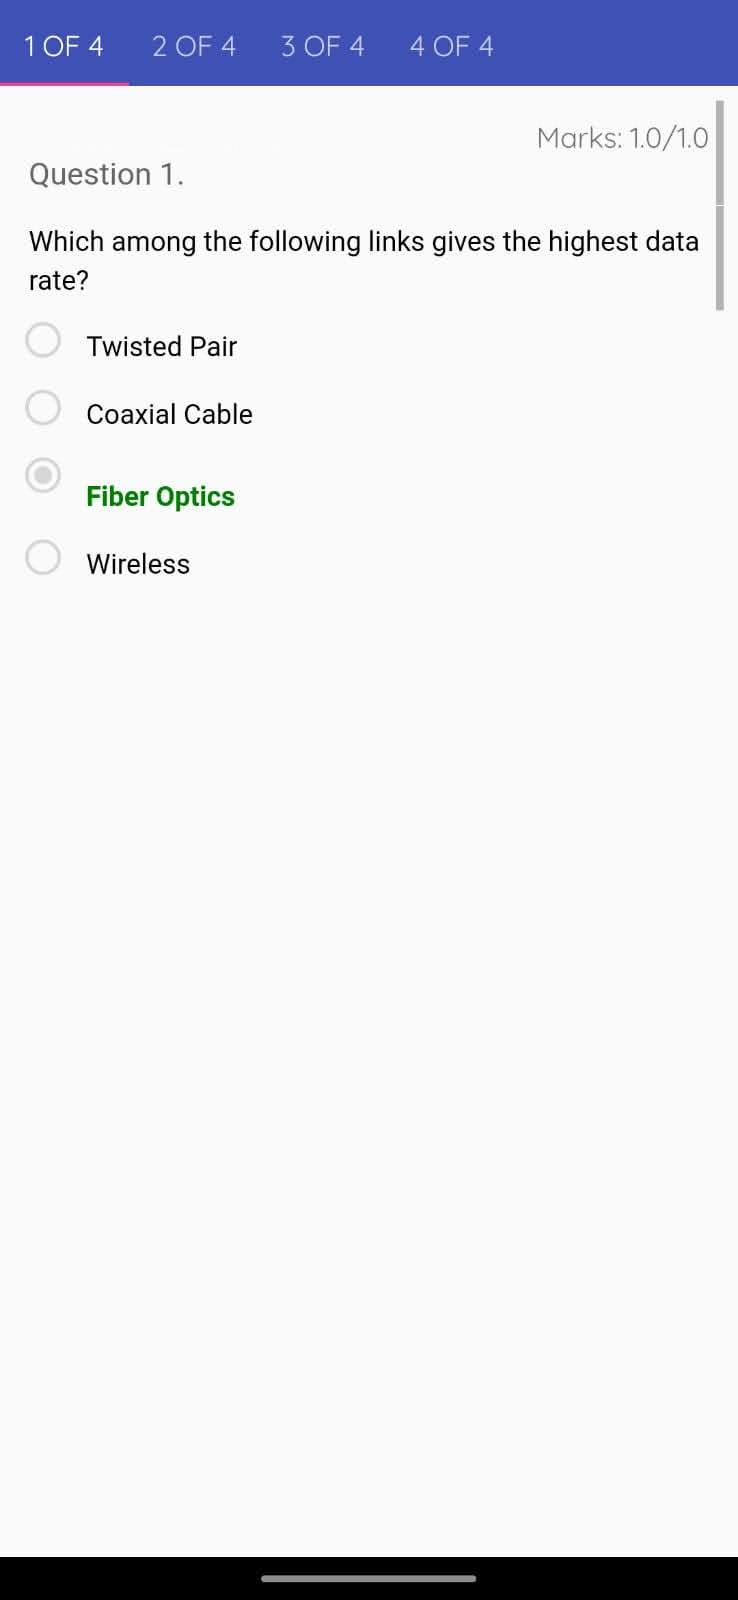 1 OF 4 2 OF 4 3 OF 4 4 OF 4
Marks: 1.0/1.0
Question 1.
Which among the following links gives the highest data
rate?
Twisted Pair
Coaxial Cable
Fiber Optics
Wireless